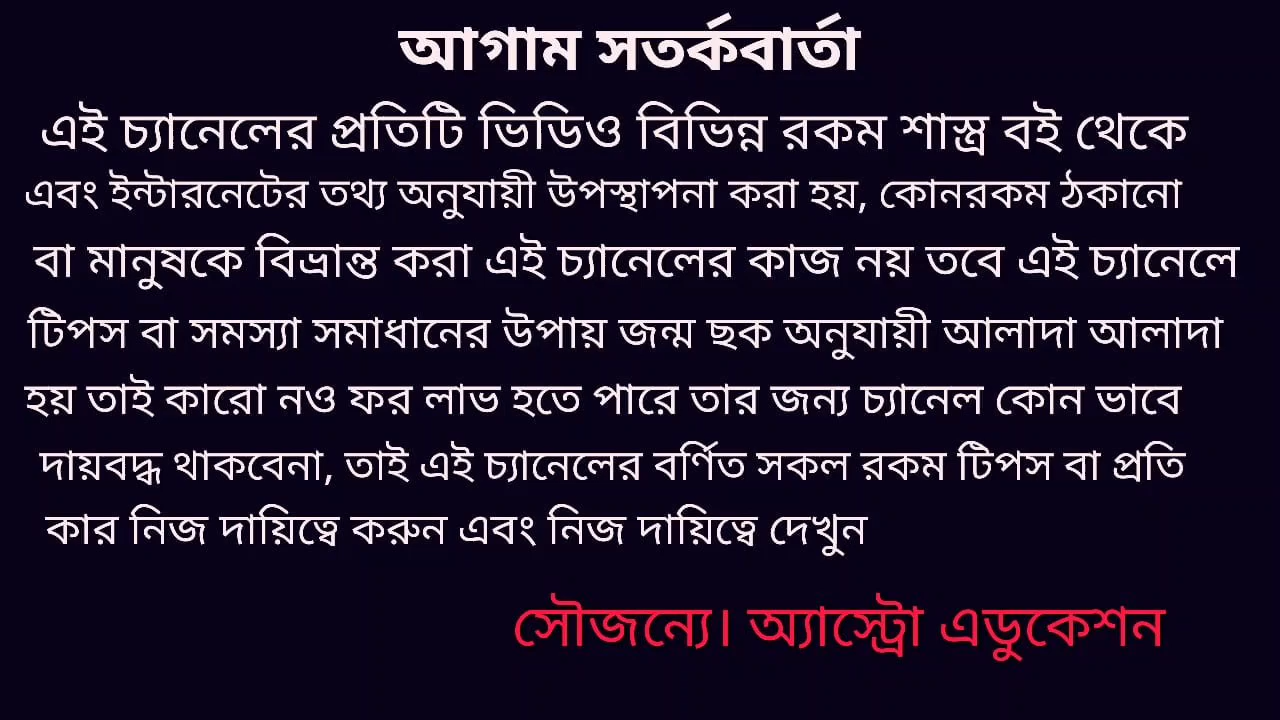 আগাম সতর্কবার্তা
এই চ্যানেলের প্রতিটি ভিডিও বিভিন্ন রকম শাস্ত্র বই থেকে
এবং ইন্টারনেটের তথ্য অনুযায়ী উপস্থাপনা করা হয়, কোনরকম ঠকানো
বা মানুষকে বিভ্রান্ত করা এই চ্যানেলের কাজ নয় তবে এই চ্যানেলে
টিপস বা সমস্যা সমাধানের উপায় জন্ম ছক অনুযায়ী আলাদা আলাদা
হয় তাই কারো নও ফর লাভ হতে পারে তার জন্য চ্যানেল কোন ভাবে
দায়বদ্ধ থাকবেনা, তাই এই চ্যানেলের বর্ণিত সকল রকম টিপস বা প্রতি
কার নিজ দায়িত্বে করুন এবং নিজ দায়িত্বে দেখুন
সৌজন্যে। অ্যাস্ট্রো এডুকেশন